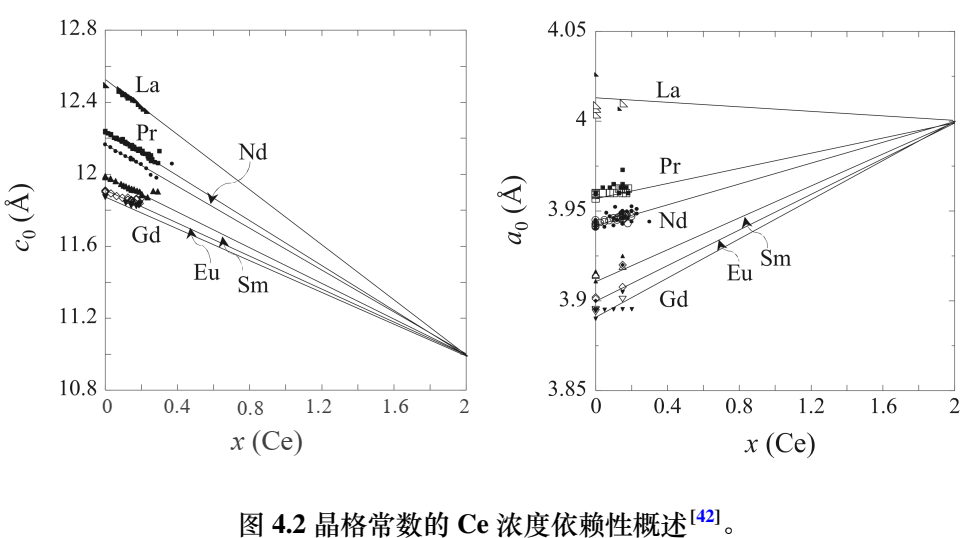 12.8
12.4
12
11.6
11.2
10.8
c₀ (Å)
La
Pr
Nd
Gd
Eu
Sm
0 0.4 0.8 1.2 1.6 2
x (Ce)
4.05
4
3.95
3.9
3.85
a₀ (Å)
La
Pr
Nd
Sm
Eu
Gd
0 0.4 0.8 1.2 1.6 2
x (Ce)
图 4.2 晶格常数的 Ce 浓度依赖性概述[42]。